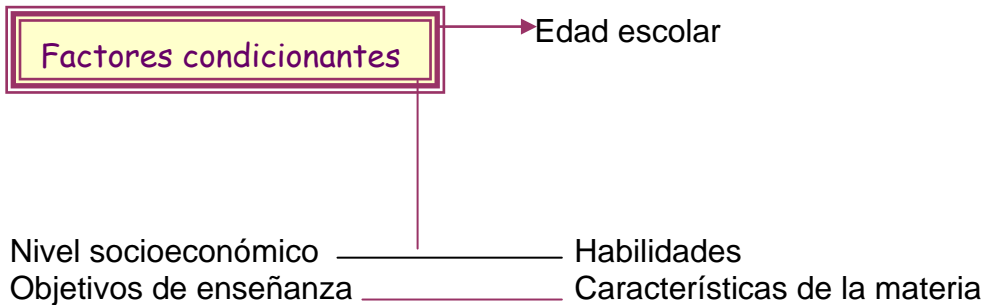 Edad escolar
Factores condicionantes
Nivel socioeconómico Habilidades
Objetivos de enseñanza Características de la materia